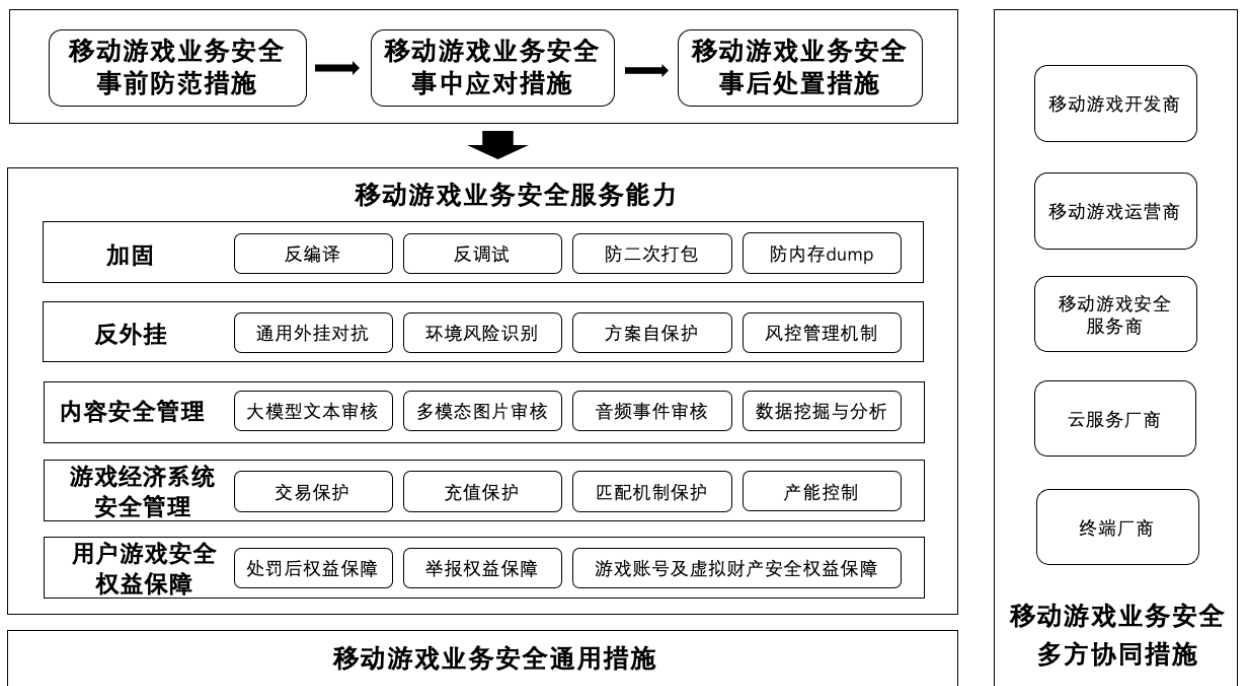 移动游戏业务安全
事前防范措施
移动游戏业务安全
事中应对措施
移动游戏业务安全
事后处置措施
移动游戏业务安全服务能力
加固
反编译
反调试
防二次打包
防内存dump
反外挂
通用外挂对抗
环境风险识别
方案自保护
风控管理机制
内容安全管理
大模型文本审核
多模态图片审核
音频事件审核
数据挖掘与分析
游戏经济系统
安全管理
交易保护
充值保护
匹配机制保护
产能控制
用户游戏安全
权益保障
处罚后权益保障
举报权益保障
游戏账号及虚拟财产安全权益保障
移动游戏业务安全通用措施
移动游戏开发商
移动游戏运营商
移动游戏安全
服务商
云服务厂商
终端厂商
移动游戏业务安全
多方协同措施